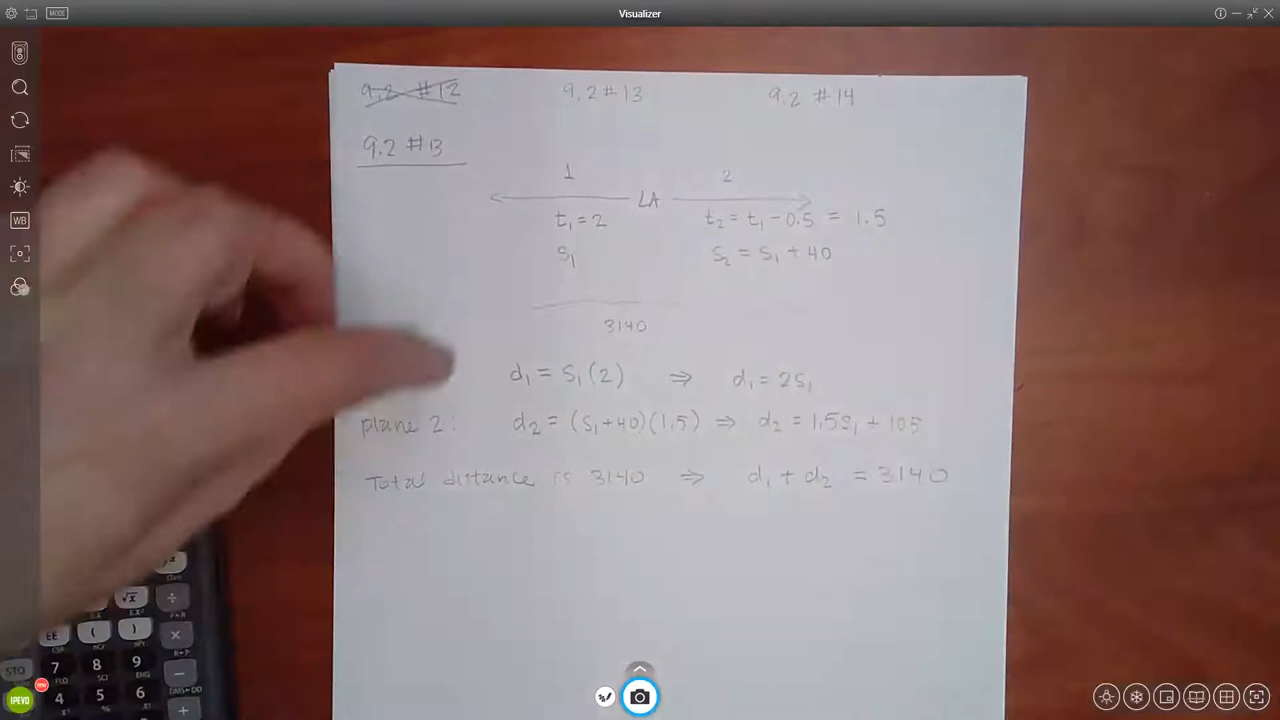 MODE
Visualizer
9.2 #12 9.2 #13 9.2 #14
9.2 #13
1 2
LA
t₁ = 2 t₂ = t₁ - 0.5 = 1.5
s₁ s₂ = s₁ + 40
3140
d₁ = s₁(2) ⇒ d₁ = 2s₁
plane 2: d₂ = (s₁+40)(1.5) ⇒ d₂ = 1.5s₁ + 105
Total distance is 3140 ⇒ d₁ + d₂ = 3140
WB
√x ÷
EE ( ) ×
STO 7 8 9 −
4 5 6 +
new
IPEVO